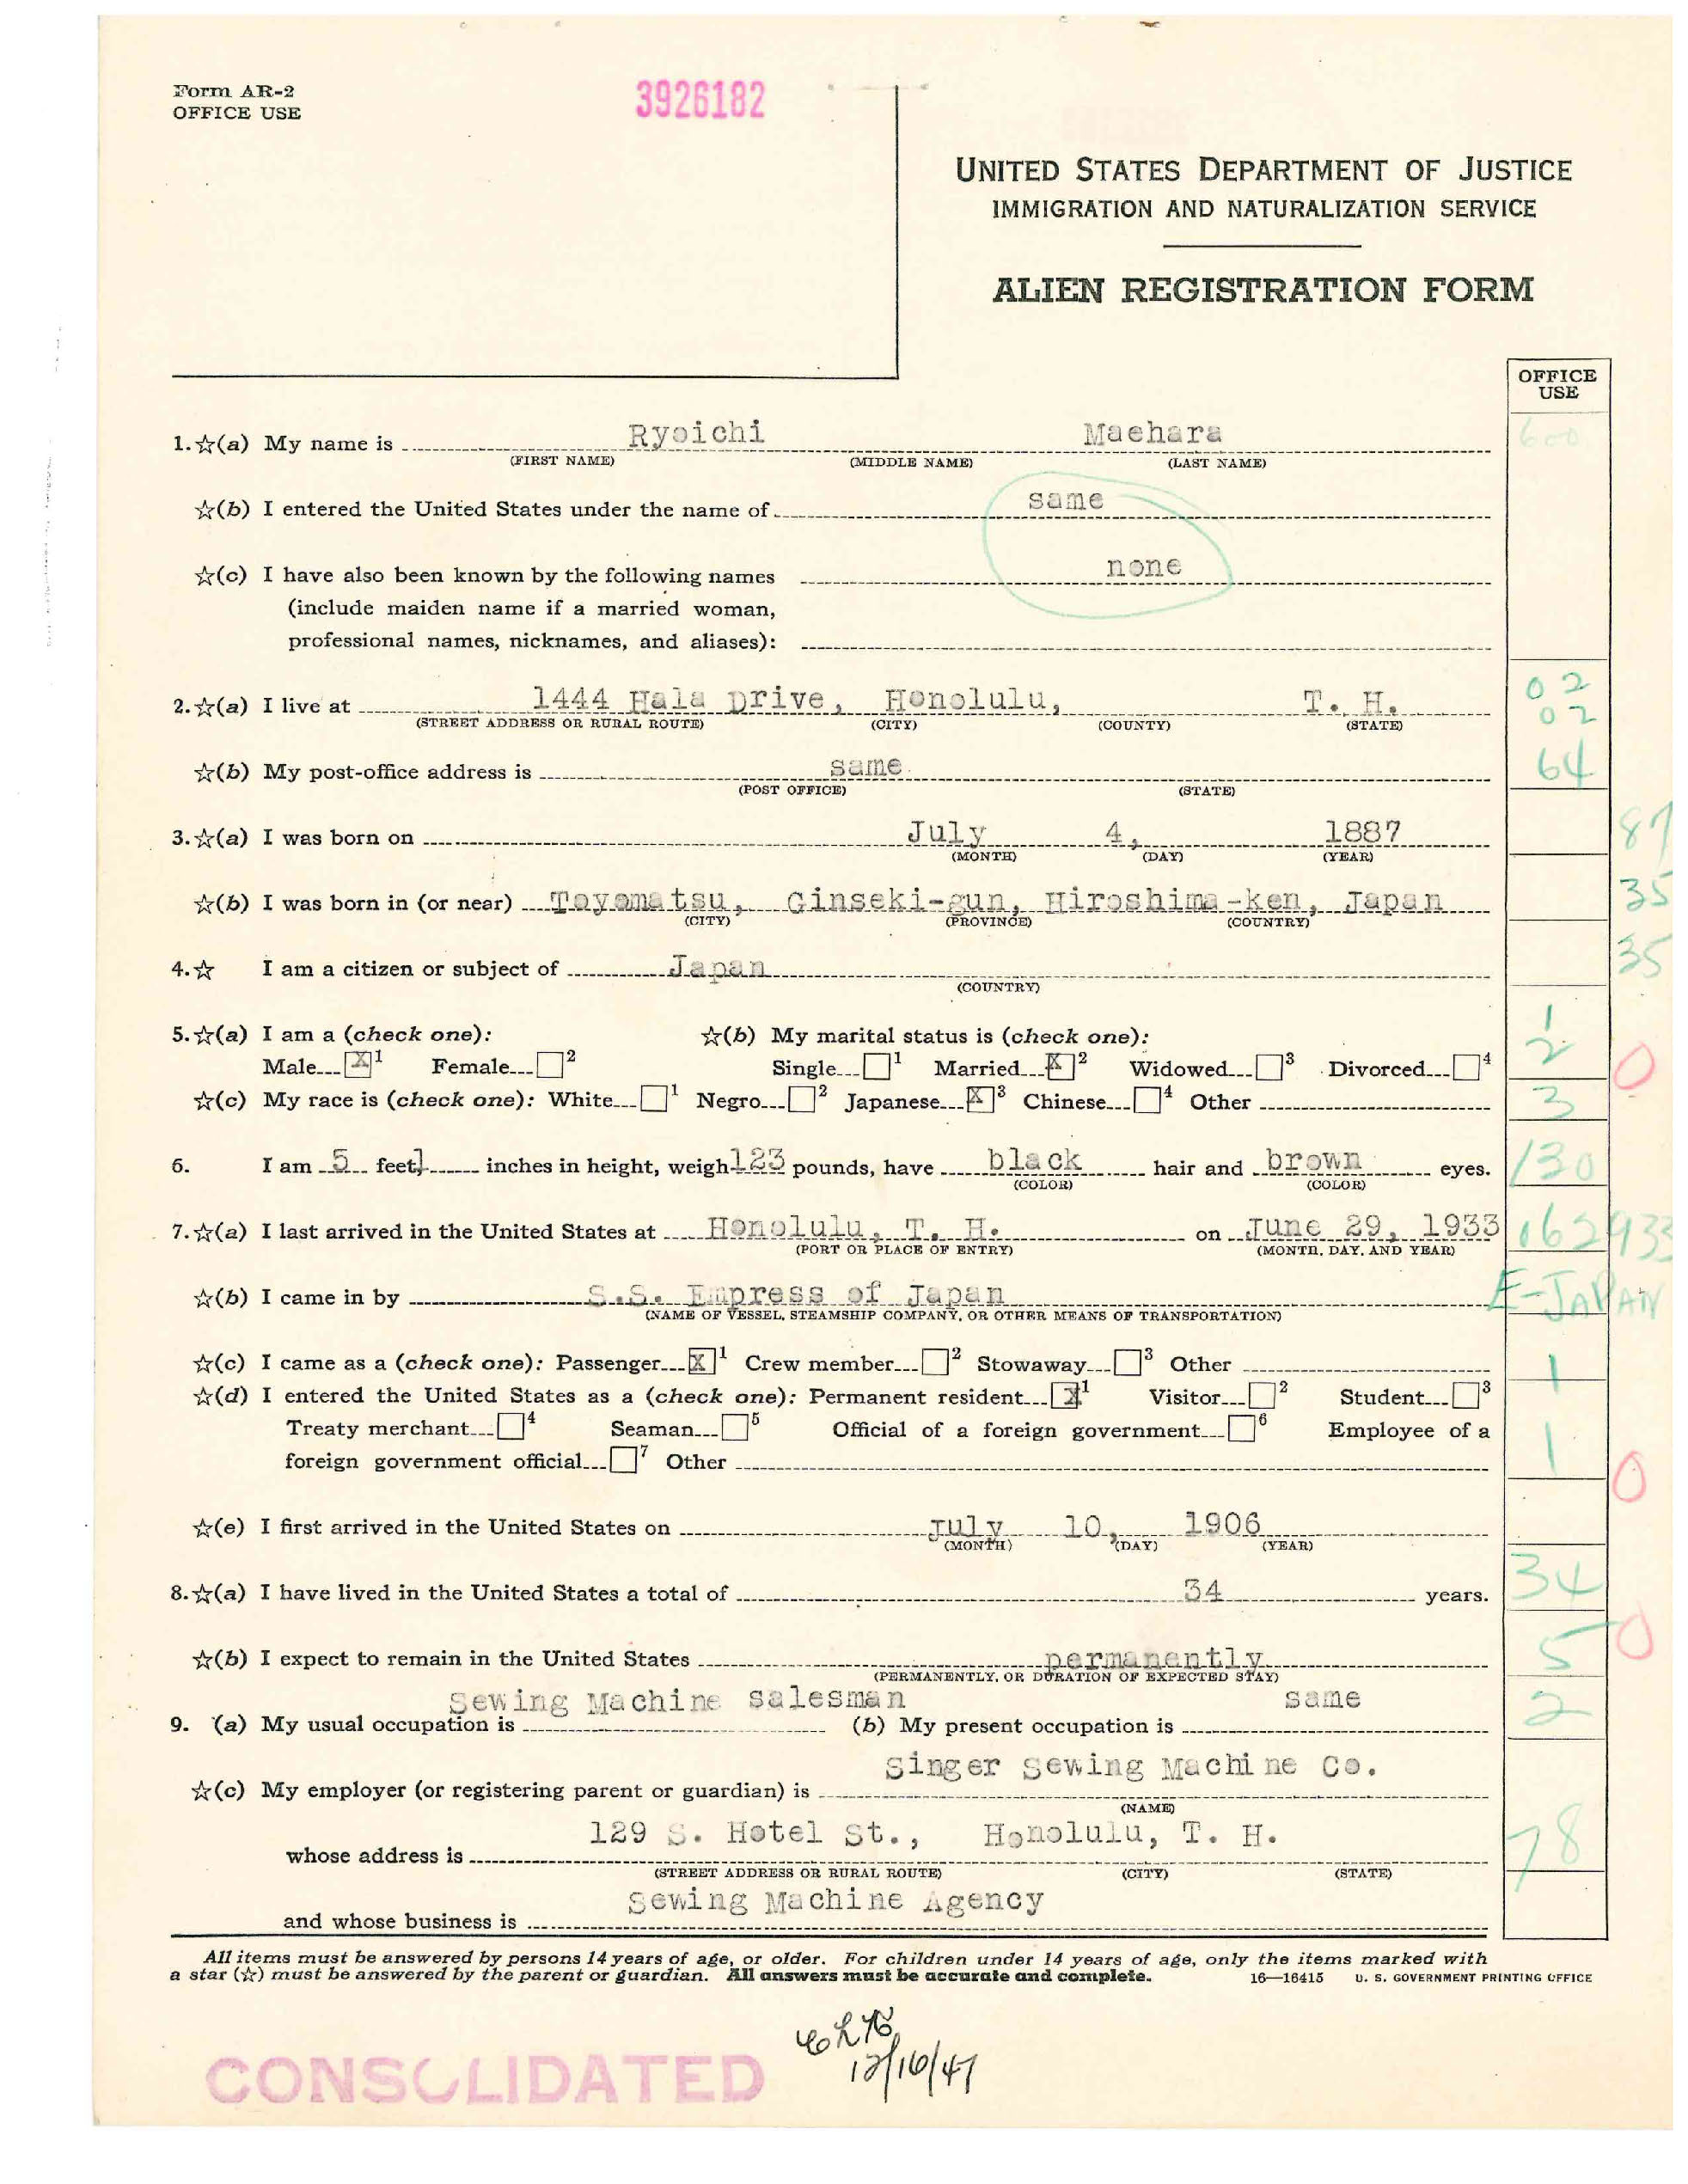 Form AR-2
OFFICE USE
3926182
UNITED STATES DEPARTMENT OF JUSTICE
IMMIGRATION AND NATURALIZATION SERVICE
ALIEN REGISTRATION FORM
OFFICE USE
1. ☆(a) My name is Ryoichi Maehara 600
(FIRST NAME) (MIDDLE NAME) (LAST NAME)
☆(b) I entered the United States under the name of same
☆(c) I have also been known by the following names none
(include maiden name if a married woman,
professional names, nicknames, and aliases):
2. ☆(a) I live at 1444 Hala Drive, Honolulu, T. H. 02 02
(STREET ADDRESS OR RURAL ROUTE) (CITY) (COUNTY) (STATE)
☆(b) My post-office address is same 64
(POST OFFICE) (STATE)
3. ☆(a) I was born on July 4, 1887 87
(MONTH) (DAY) (YEAR)
☆(b) I was born in (or near) Toyomatsu, Ginseki-gun, Hiroshima-ken, Japan 35
(CITY) (PROVINCE) (COUNTRY)
4. ☆ I am a citizen or subject of Japan 35
(COUNTRY)
5. ☆(a) I am a (check one): ☆(b) My marital status is (check one): 1
Male X 1 Female 2 Single 1 Married X 2 Widowed 3 Divorced 4 2 0
☆(c) My race is (check one): White 1 Negro 2 Japanese X 3 Chinese 4 Other 3
6. I am 5 feet 1 inches in height, weigh 123 pounds, have black hair and brown eyes. 130
(COLOR) (COLOR)
7. ☆(a) I last arrived in the United States at Honolulu, T. H. on June 29, 1933 062933
(PORT OR PLACE OF ENTRY) (MONTH, DAY, AND YEAR)
☆(b) I came in by S.S. Empress of Japan E-JAPAN
(NAME OF VESSEL, STEAMSHIP COMPANY, OR OTHER MEANS OF TRANSPORTATION)
☆(c) I came as a (check one): Passenger X 1 Crew member 2 Stowaway 3 Other 1
☆(d) I entered the United States as a (check one): Permanent resident X 1 Visitor 2 Student 3
Treaty merchant 4 Seaman 5 Official of a foreign government 6 Employee of a 1
foreign government official 7 Other 0
☆(e) I first arrived in the United States on July 10, 1906
(MONTH) (DAY) (YEAR)
8. ☆(a) I have lived in the United States a total of 34 years. 34
☆(b) I expect to remain in the United States permanently 5 0
(PERMANENTLY, OR DURATION OF EXPECTED STAY)
9. (a) My usual occupation is Sewing Machine salesman (b) My present occupation is same 2
☆(c) My employer (or registering parent or guardian) is Singer Sewing Machine Co.
(NAME)
whose address is 129 S. Hotel St., Honolulu, T. H. 78
(STREET ADDRESS OR RURAL ROUTE) (CITY) (STATE)
and whose business is Sewing Machine Agency
All items must be answered by persons 14 years of age, or older. For children under 14 years of age, only the items marked with
a star (☆) must be answered by the parent or guardian. All answers must be accurate and complete. 16—16415 U. S. GOVERNMENT PRINTING OFFICE
12/16/47
CONSOLIDATED